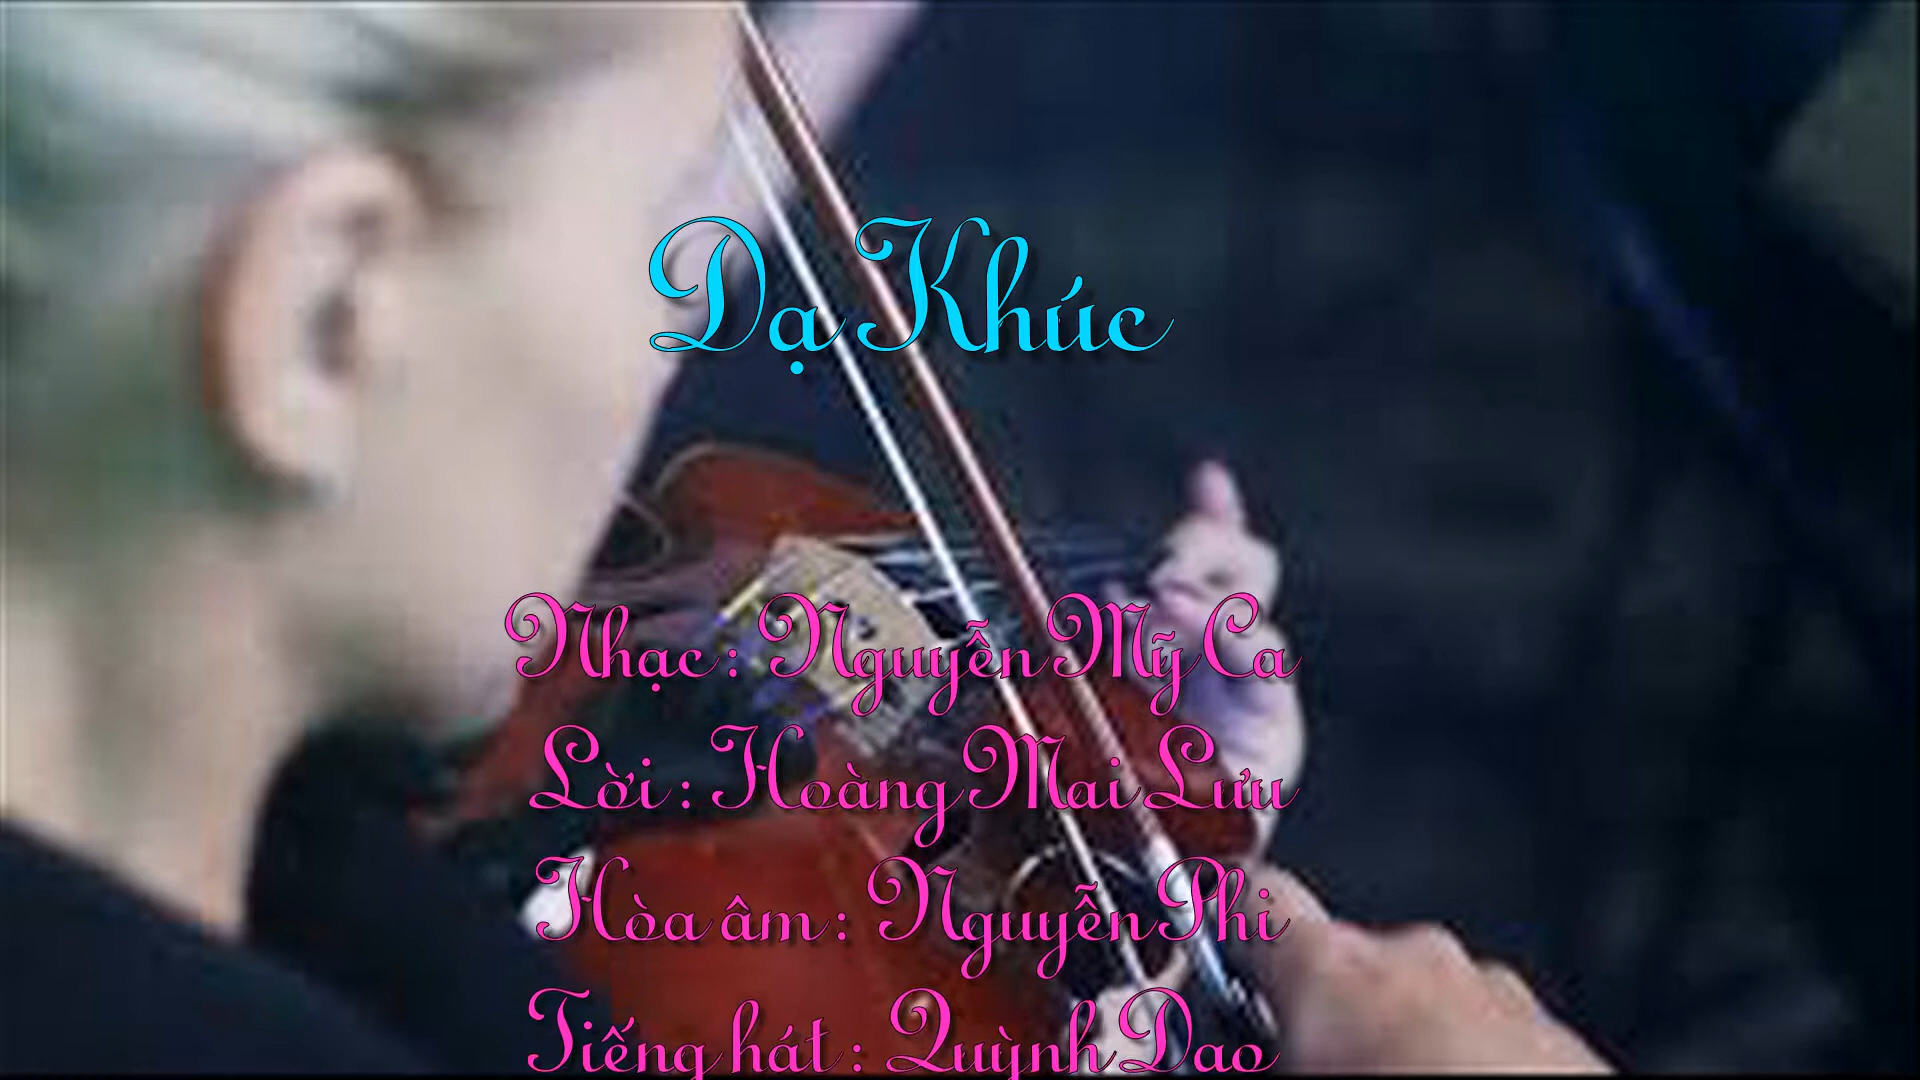 Dạ Khúc
Nhạc : Nguyễn Mỹ Ca
Lời : Hoàng Mai Lưu
Hòa âm : Nguyễn Phi
Tiếng hát : Quỳnh Dao